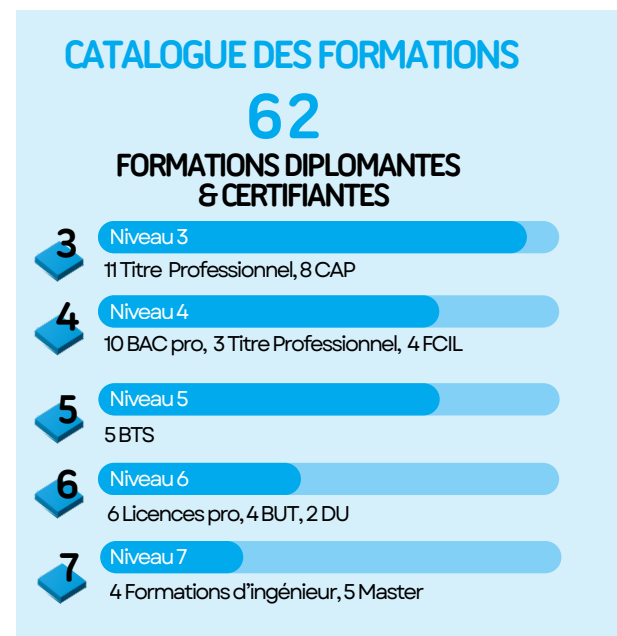 CATALOGUE DES FORMATIONS
62
FORMATIONS DIPLOMANTES
& CERTIFIANTES
3
Niveau 3
11 Titre Professionnel, 8 CAP
4
Niveau 4
10 BAC pro, 3 Titre Professionnel, 4 FCIL
5
Niveau 5
5 BTS
6
Niveau 6
6 Licences pro, 4 BUT, 2 DU
7
Niveau 7
4 Formations d'ingénieur, 5 Master